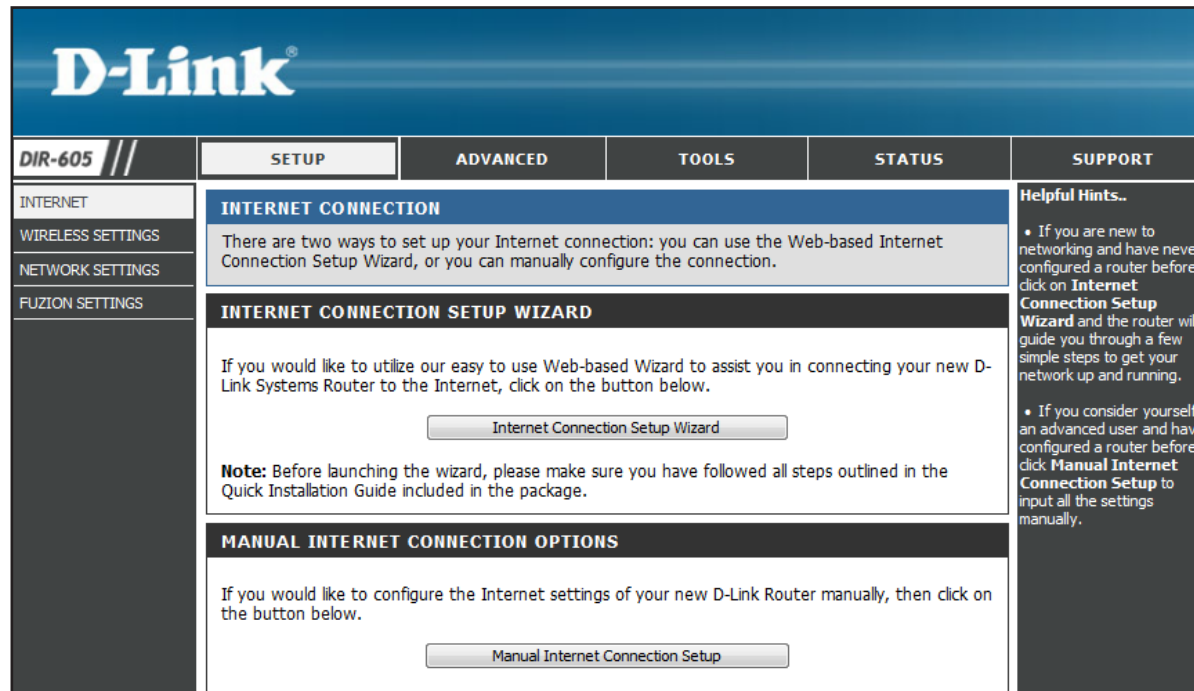 D-Link®
DIR-605
SETUP
ADVANCED
TOOLS
STATUS
SUPPORT
INTERNET
WIRELESS SETTINGS
NETWORK SETTINGS
FUZION SETTINGS
INTERNET CONNECTION
There are two ways to set up your Internet connection: you can use the Web-based Internet
Connection Setup Wizard, or you can manually configure the connection.
INTERNET CONNECTION SETUP WIZARD
If you would like to utilize our easy to use Web-based Wizard to assist you in connecting your new D-
Link Systems Router to the Internet, click on the button below.
Internet Connection Setup Wizard
Note: Before launching the wizard, please make sure you have followed all steps outlined in the
Quick Installation Guide included in the package.
MANUAL INTERNET CONNECTION OPTIONS
If you would like to configure the Internet settings of your new D-Link Router manually, then click on
the button below.
Manual Internet Connection Setup
Helpful Hints..
• If you are new to
networking and have neve
configured a router before
click on Internet
Connection Setup
Wizard and the router wil
guide you through a few
simple steps to get your
network up and running.
• If you consider yourself
an advanced user and hav
configured a router before
click Manual Internet
Connection Setup to
input all the settings
manually.